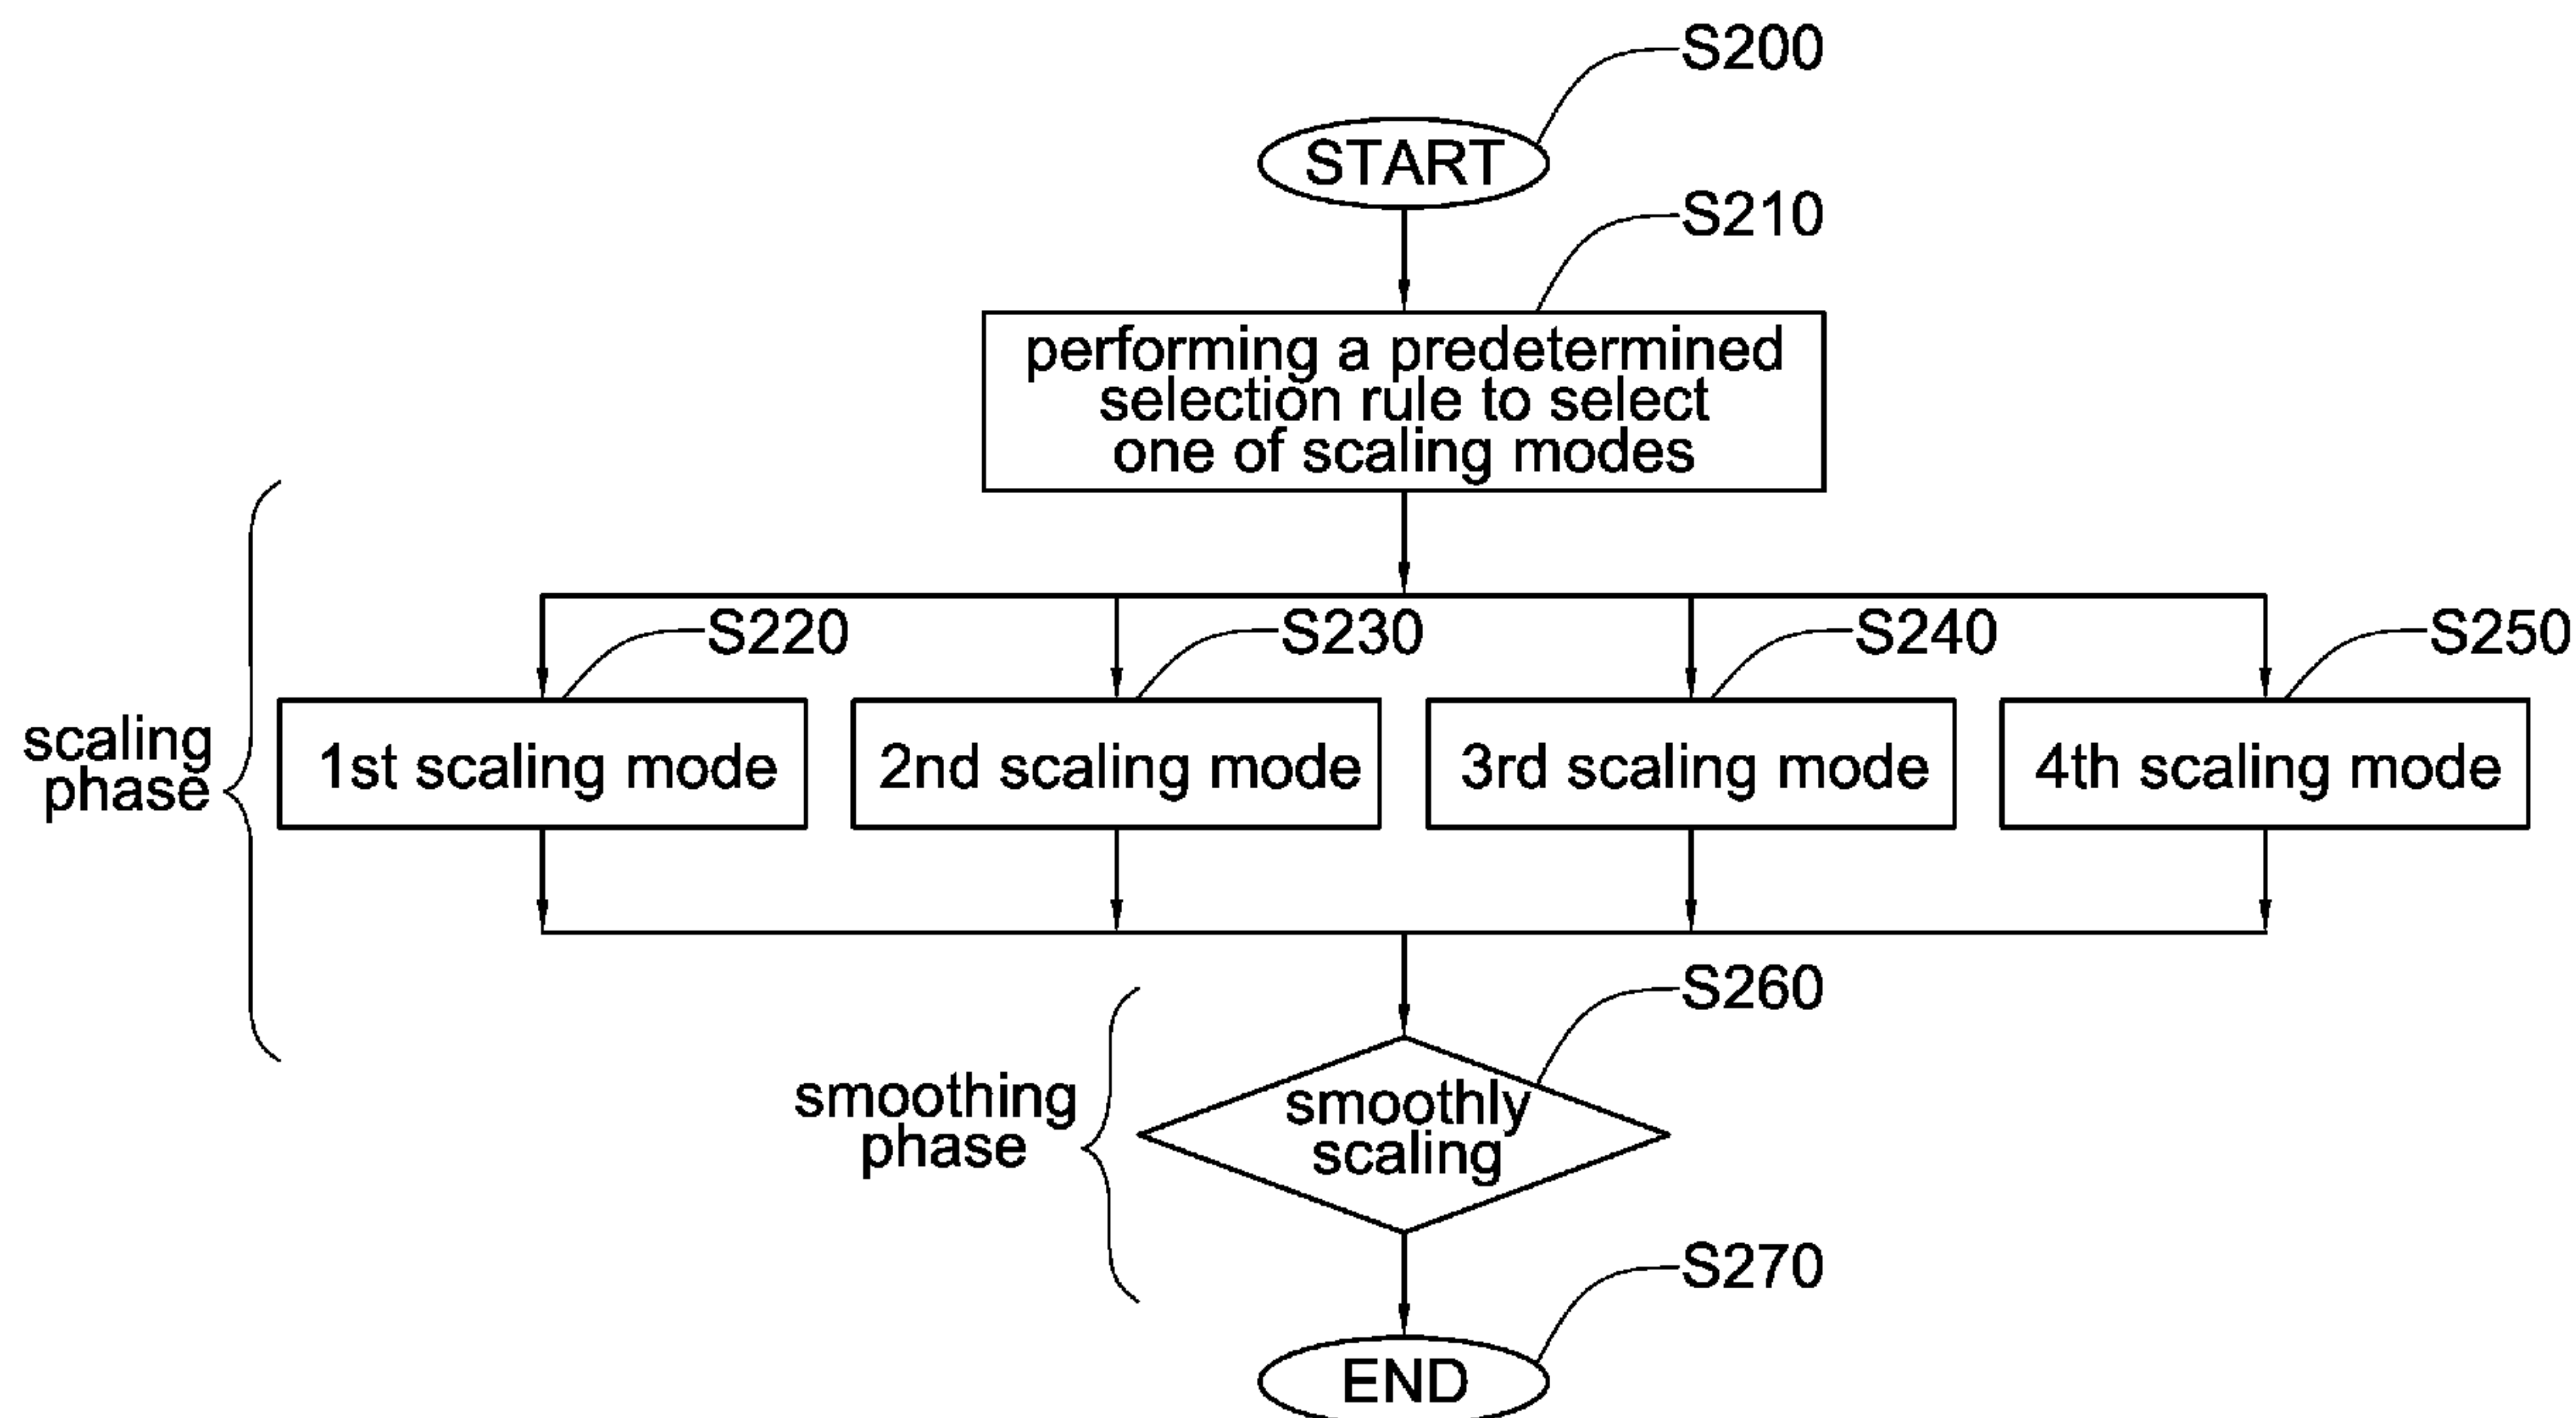 S200
START
S210
performing a predetermined
selection rule to select
one of scaling modes
S220
S230
S240
S250
scaling
phase
1st scaling mode
2nd scaling mode
3rd scaling mode
4th scaling mode
S260
smoothing
phase
smoothly
scaling
S270
END